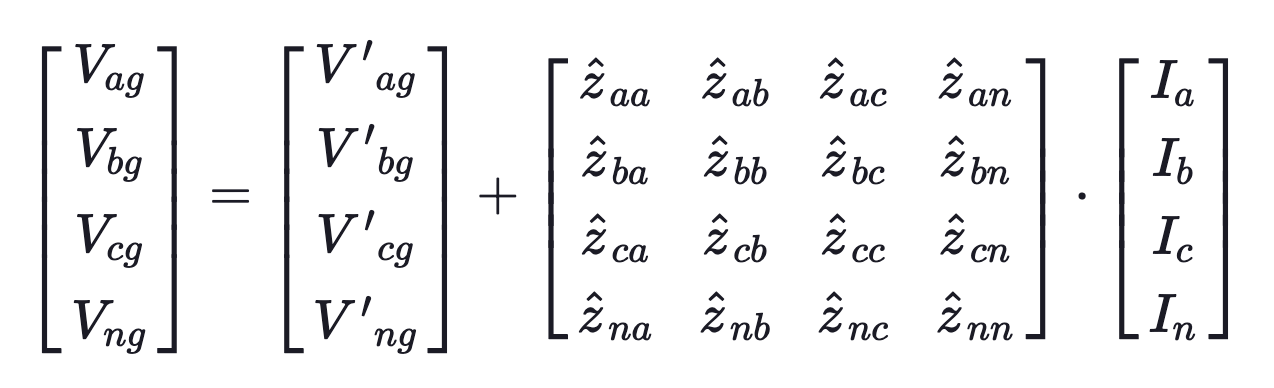 [V_ag V_bg V_cg V_ng] = [V'_ag V'_bg V'_cg V'_ng] + [ẑ_aa ẑ_ab ẑ_ac ẑ_an; ẑ_ba ẑ_bb ẑ_bc ẑ_bn; ẑ_ca ẑ_cb ẑ_cc ẑ_cn; ẑ_na ẑ_nb ẑ_nc ẑ_nn] · [I_a I_b I_c I_n]